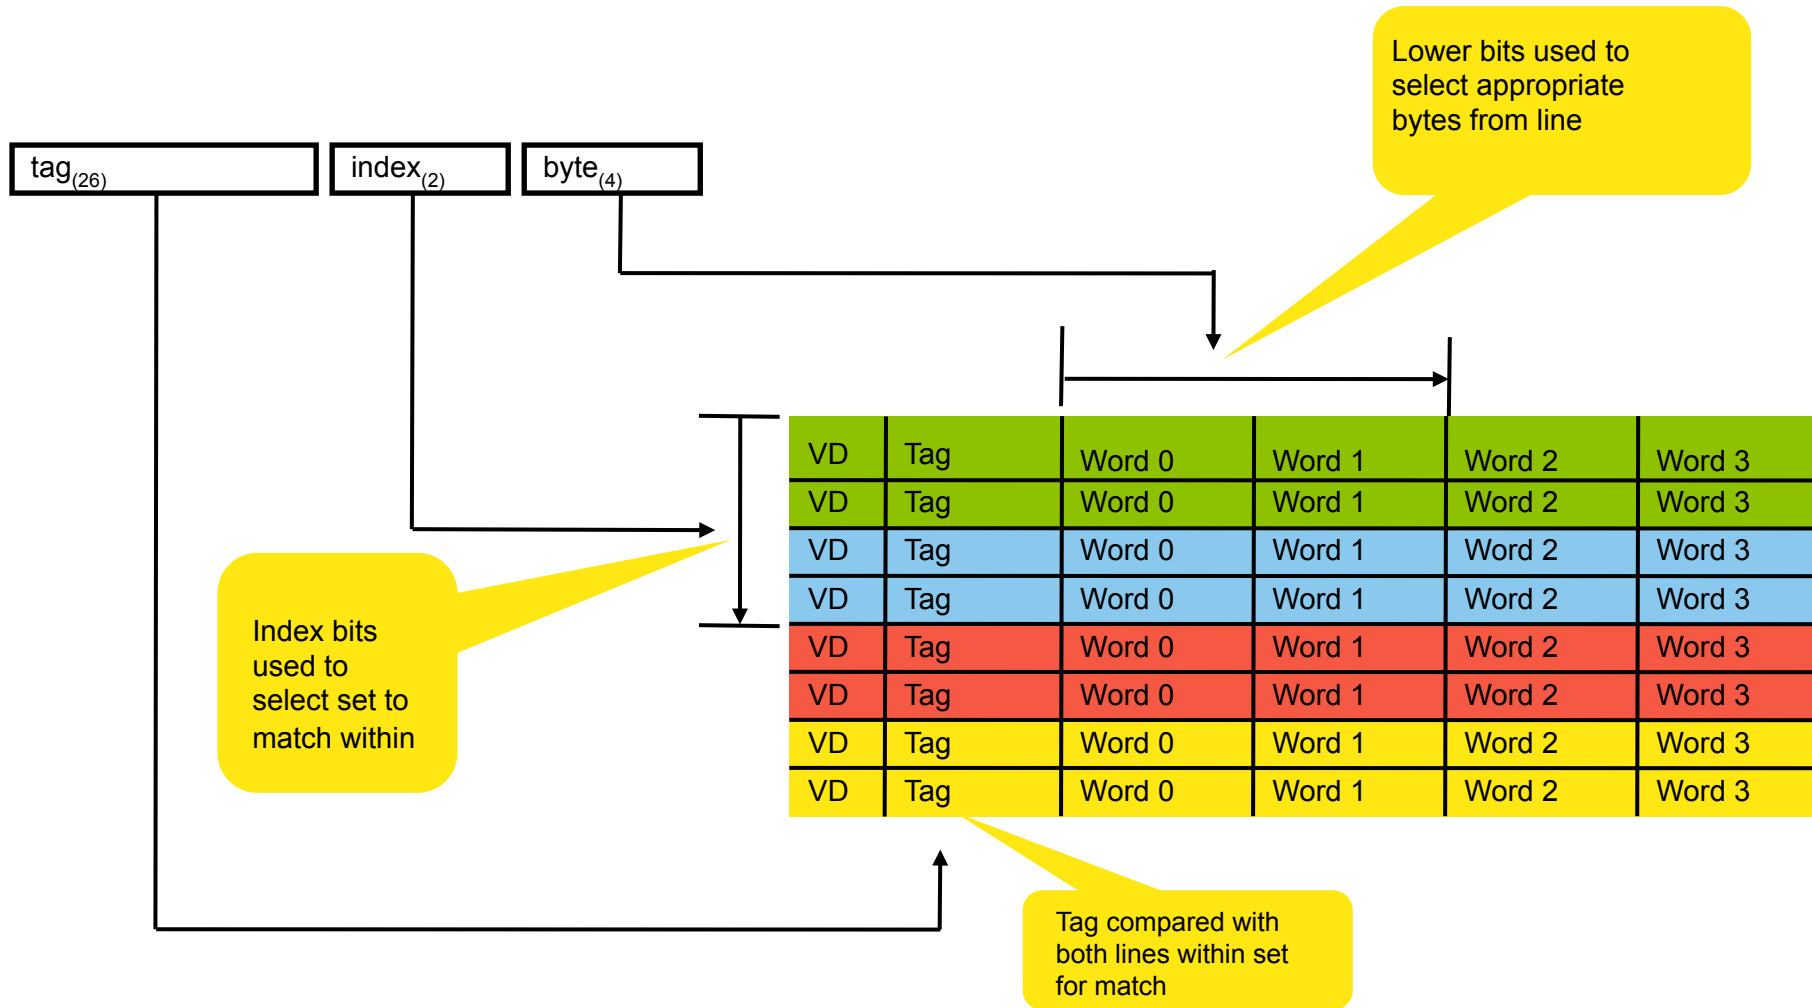 Lower bits used to
select appropriate
bytes from line
tag(26) index(2) byte(4)
VD Tag Word 0 Word 1 Word 2 Word 3
VD Tag Word 0 Word 1 Word 2 Word 3
VD Tag Word 0 Word 1 Word 2 Word 3
VD Tag Word 0 Word 1 Word 2 Word 3
VD Tag Word 0 Word 1 Word 2 Word 3
VD Tag Word 0 Word 1 Word 2 Word 3
VD Tag Word 0 Word 1 Word 2 Word 3
VD Tag Word 0 Word 1 Word 2 Word 3
Index bits
used to
select set to
match within
Tag compared with
both lines within set
for match